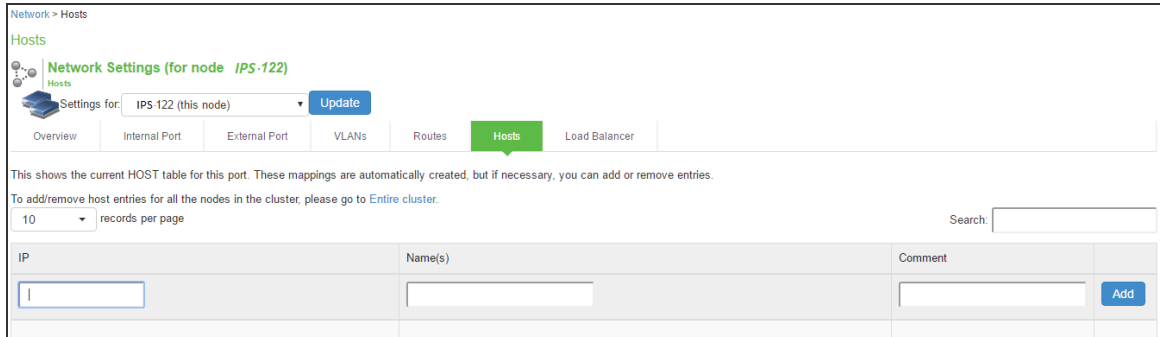 Network > Hosts
Hosts
Network Settings (for node IPS-122)
Hosts
Settings for: IPS-122 (this node) Update
Overview Internal Port External Port VLANs Routes Hosts Load Balancer
This shows the current HOST table for this port. These mappings are automatically created, but if necessary, you can add or remove entries.
To add/remove host entries for all the nodes in the cluster, please go to Entire cluster.
10 records per page Search:
IP Name(s) Comment
Add